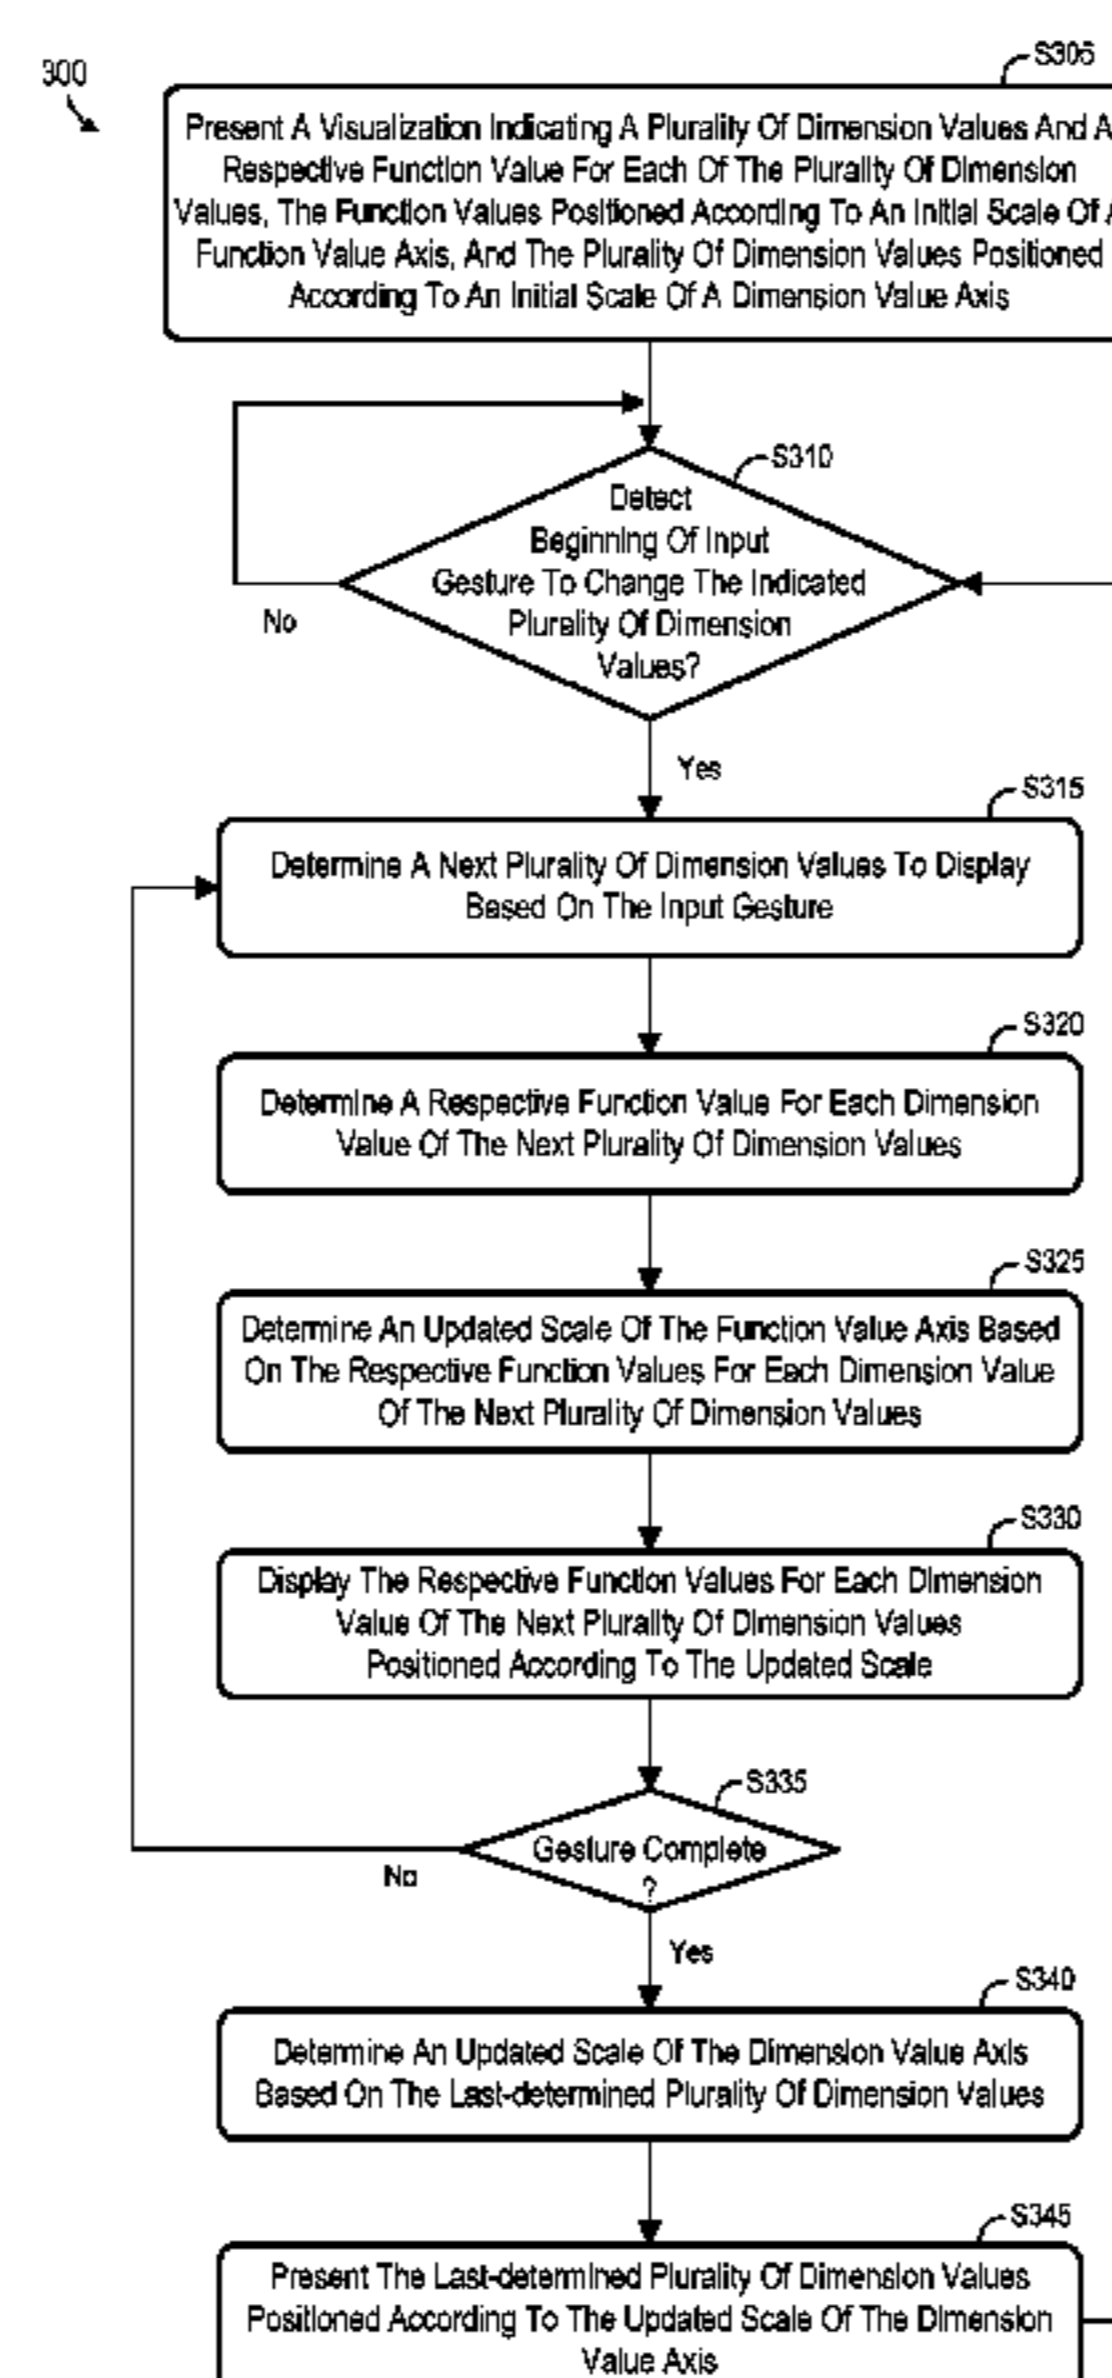 300
S305
Present A Visualization Indicating A Plurality Of Dimension Values And A
Respective Function Value For Each Of The Plurality Of Dimension
Values, The Function Values Positioned According To An Initial Scale Of A
Function Value Axis, And The Plurality Of Dimension Values Positioned
According To An Initial Scale Of A Dimension Value Axis
S310
Detect
Beginning Of Input
Gesture To Change The Indicated
Plurality Of Dimension
Values?
No
Yes
S315
Determine A Next Plurality Of Dimension Values To Display
Based On The Input Gesture
S320
Determine A Respective Function Value For Each Dimension
Value Of The Next Plurality Of Dimension Values
S325
Determine An Updated Scale Of The Function Value Axis Based
On The Respective Function Values For Each Dimension Value
Of The Next Plurality Of Dimension Values
S330
Display The Respective Function Values For Each Dimension
Value Of The Next Plurality Of Dimension Values
Positioned According To The Updated Scale
S335
Gesture Complete
?
No
Yes
S340
Determine An Updated Scale Of The Dimension Value Axis
Based On The Last-determined Plurality Of Dimension Values
S345
Present The Last-determined Plurality Of Dimension Values
Positioned According To The Updated Scale Of The Dimension
Value Axis